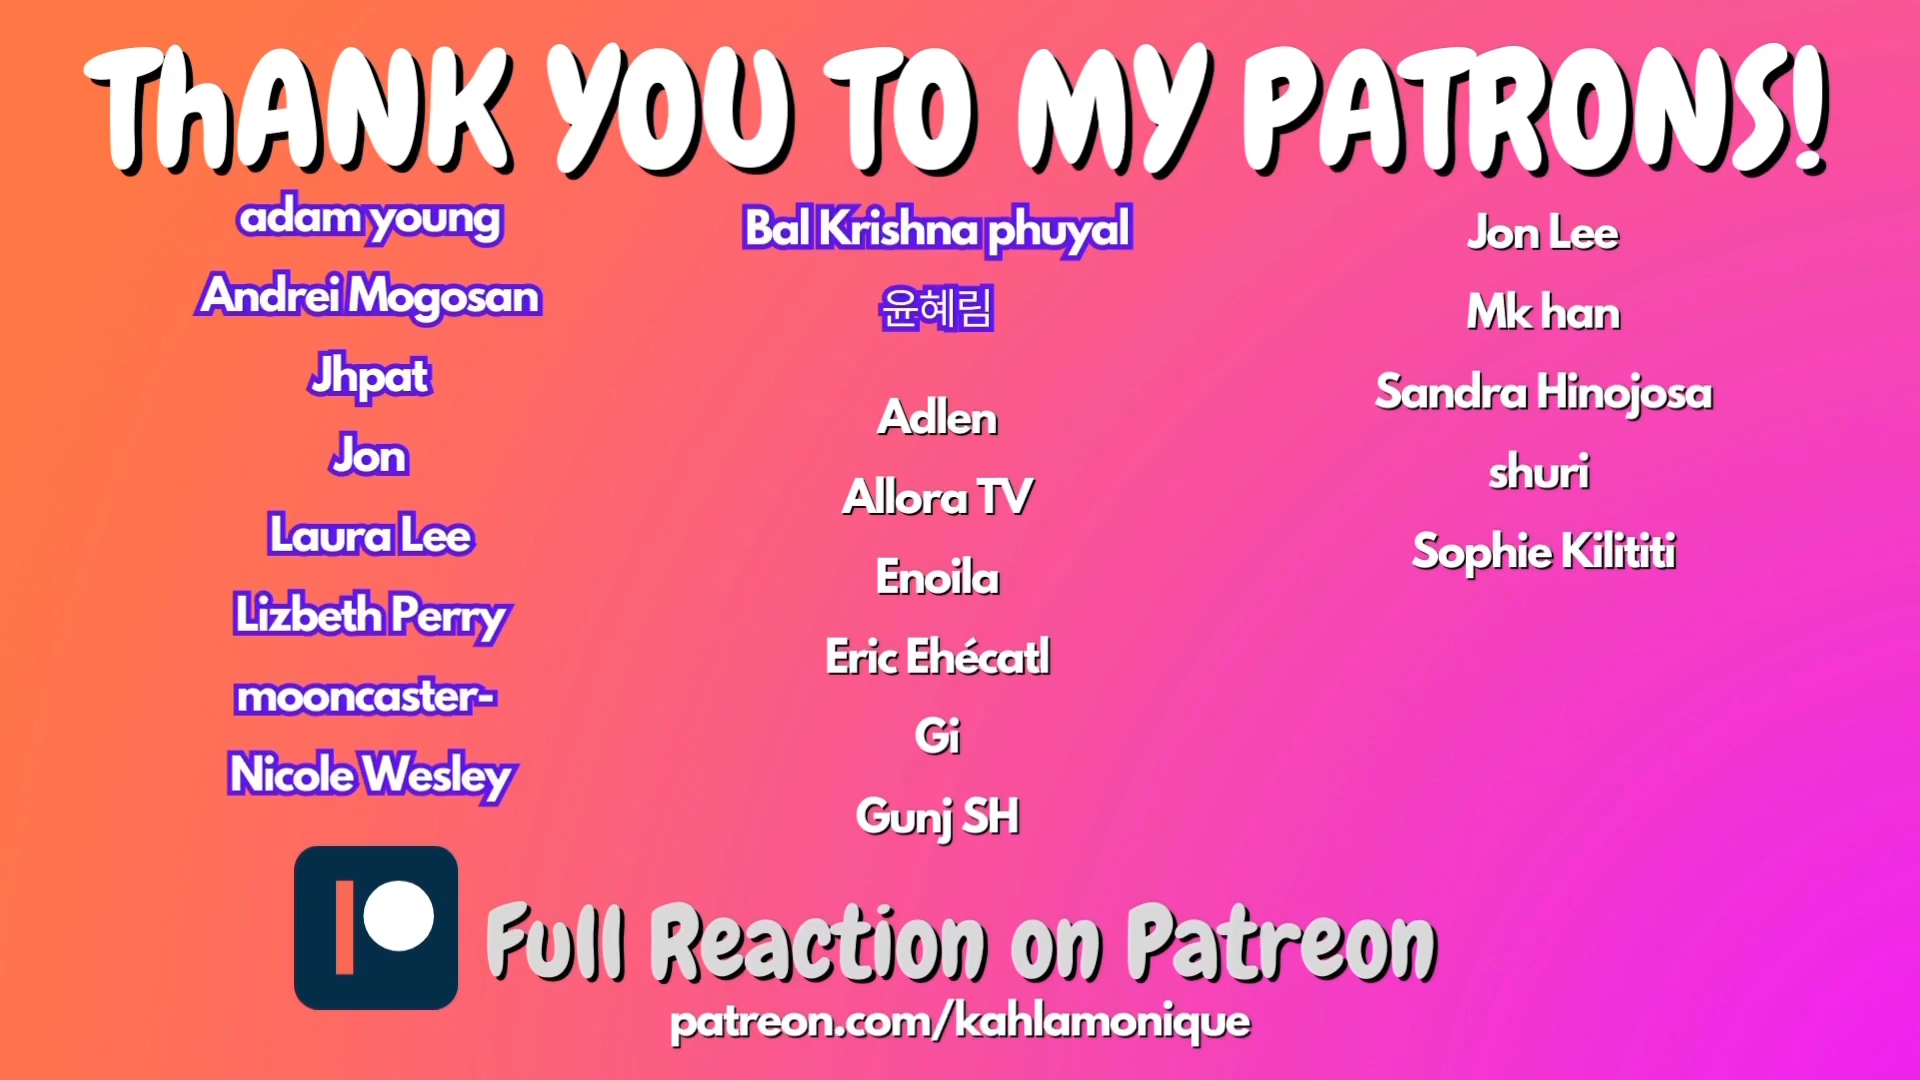 ThANK YOU TO MY PATRONS!
adam young
Andrei Mogosan
Jhpat
Jon
Laura Lee
Lizbeth Perry
mooncaster-
Nicole Wesley
Bal Krishna phuyal
윤혜림
Adlen
Allora TV
Enoila
Eric Ehécatl
Gi
Gunj SH
Jon Lee
Mk han
Sandra Hinojosa
shuri
Sophie Kilititi
Full Reaction on Patreon
patreon.com/kahlamonique